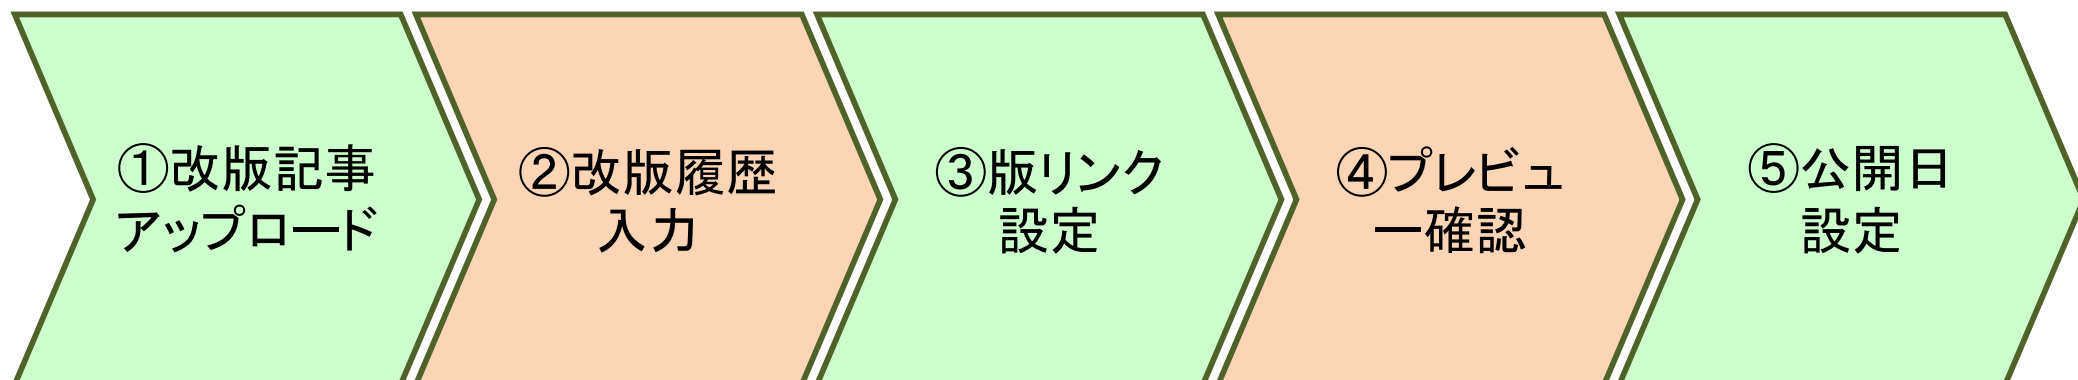 ①改版記事
アップロード
②改版履歴
入力
③版リンク
設定
④プレビュ
ー確認
⑤公開日
設定